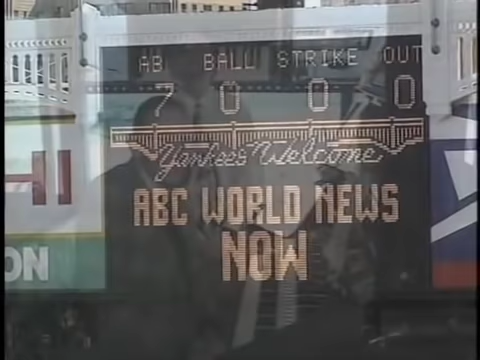 AB BALL STRIKE OUT
7 0 0 0
Yankees Welcome
ABC WORLD NEWS
NOW
HI
ON